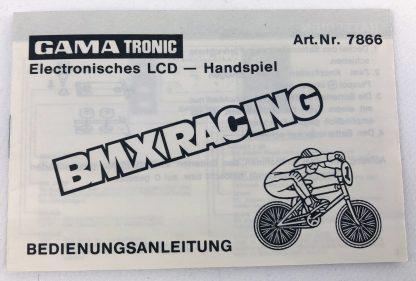 GAMA TRONIC
Art.Nr. 7866
Electronisches LCD — Handspiel
BMX RACING
BEDIENUNGSANLEITUNG